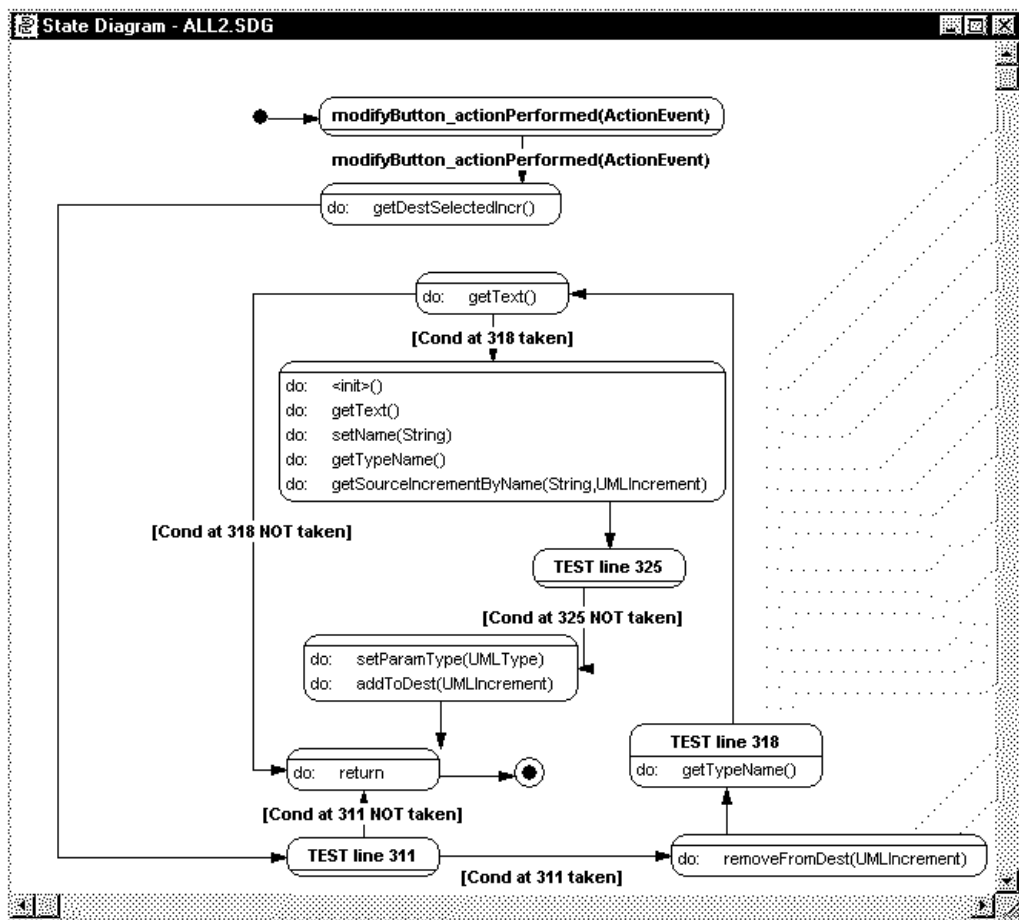 State Diagram - ALL2.SDG
modifyButton_actionPerformed(ActionEvent)
modifyButton_actionPerformed(ActionEvent)
do: getDestSelectedIncr()
do: getText()
[Cond at 318 taken]
do: <init>()
do: getText()
do: setName(String)
do: getTypeName()
do: getSourceIncrementByName(String,UMLIncrement)
[Cond at 318 NOT taken]
TEST line 325
[Cond at 325 NOT taken]
do: setParamType(UMLType)
do: addToDest(UMLIncrement)
TEST line 318
do: getTypeName()
do: return
[Cond at 311 NOT taken]
TEST line 311
[Cond at 311 taken]
do: removeFromDest(UMLIncrement)